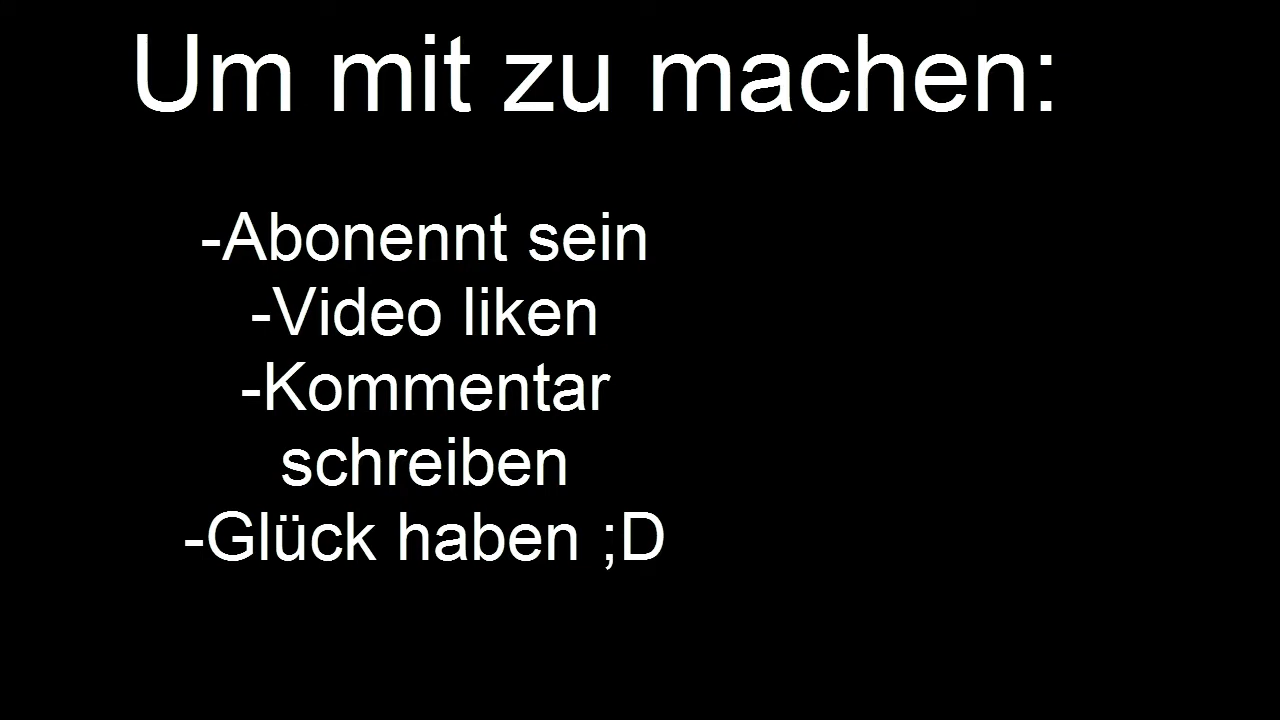 Um mit zu machen:
-Abonennt sein
-Video liken
-Kommentar
schreiben
-Glück haben ;D